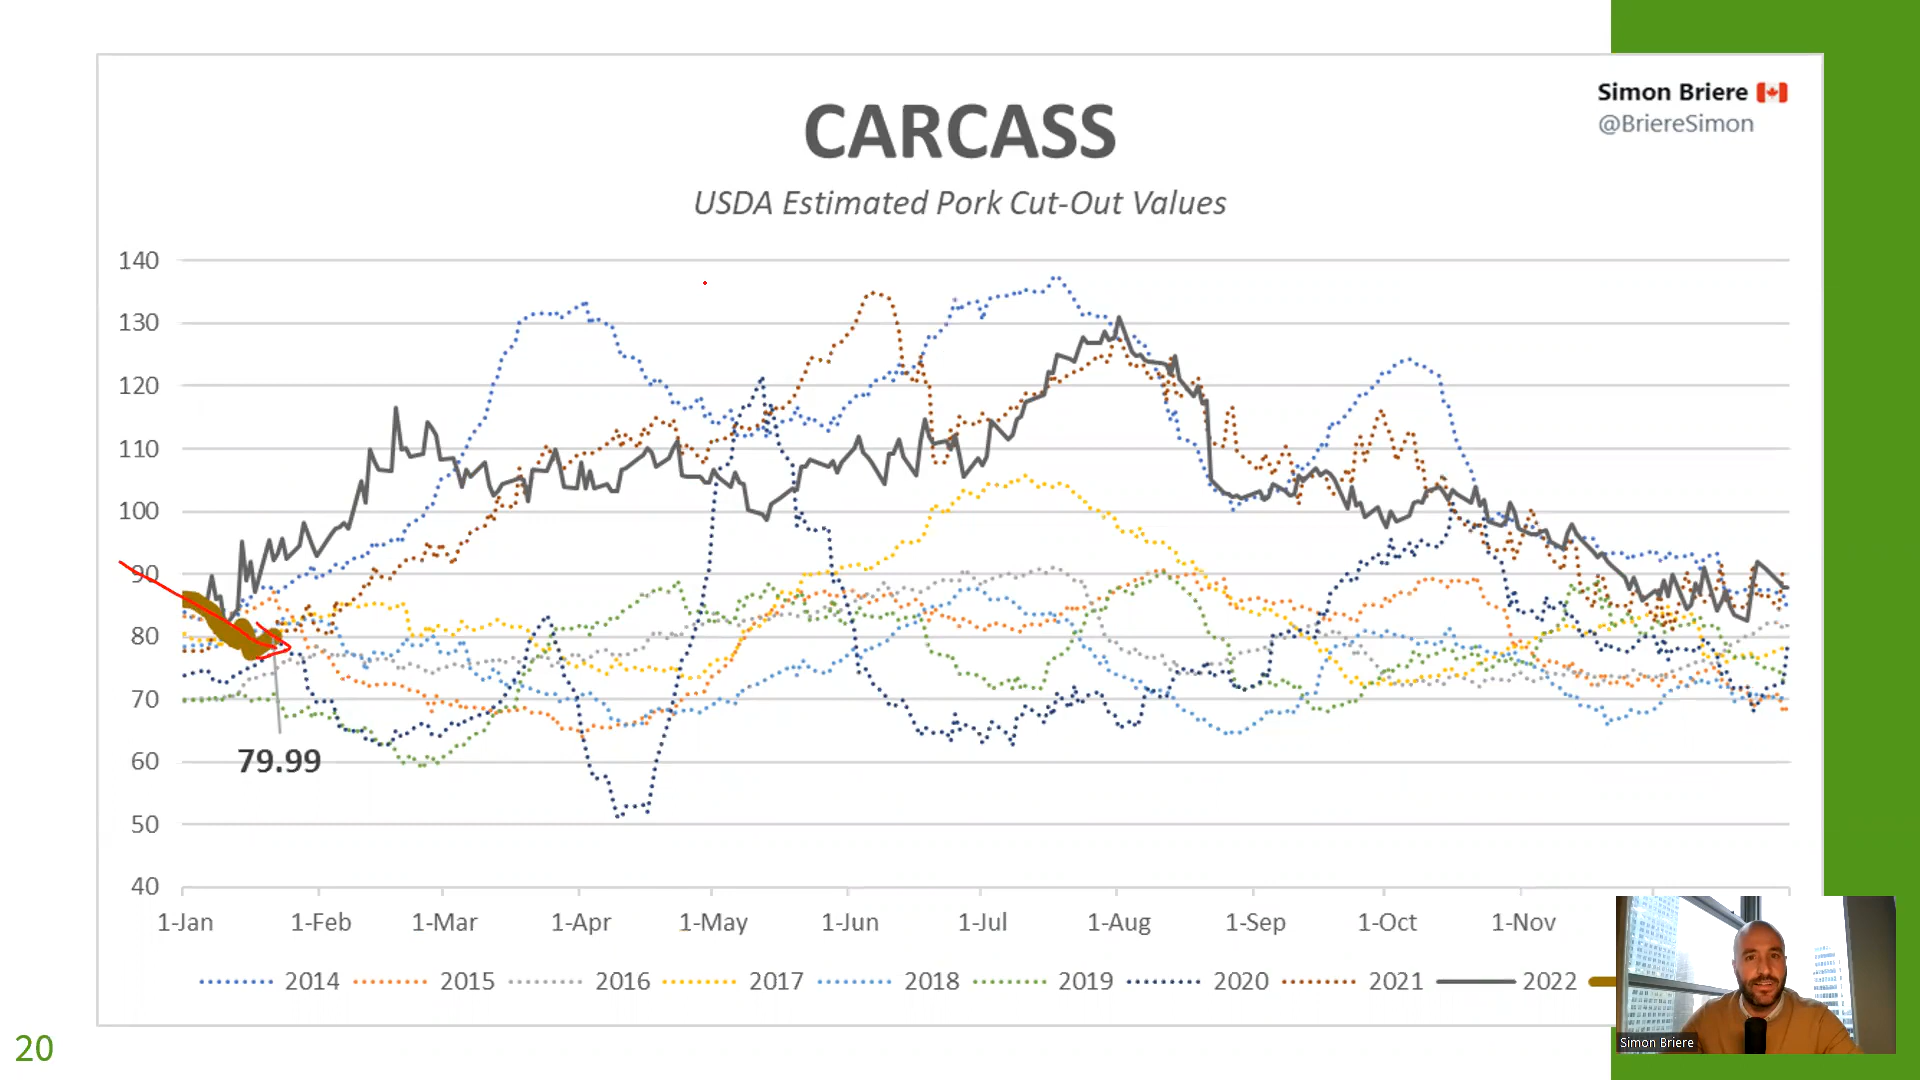 Simon Briere
@BriereSimon
CARCASS
USDA Estimated Pork Cut-Out Values
140
130
120
110
100
90
80
70
60
50
40
79.99
1-Jan 1-Feb 1-Mar 1-Apr 1-May 1-Jun 1-Jul 1-Aug 1-Sep 1-Oct 1-Nov
2014 2015 2016 2017 2018 2019 2020 2021 2022
Simon Briere
20